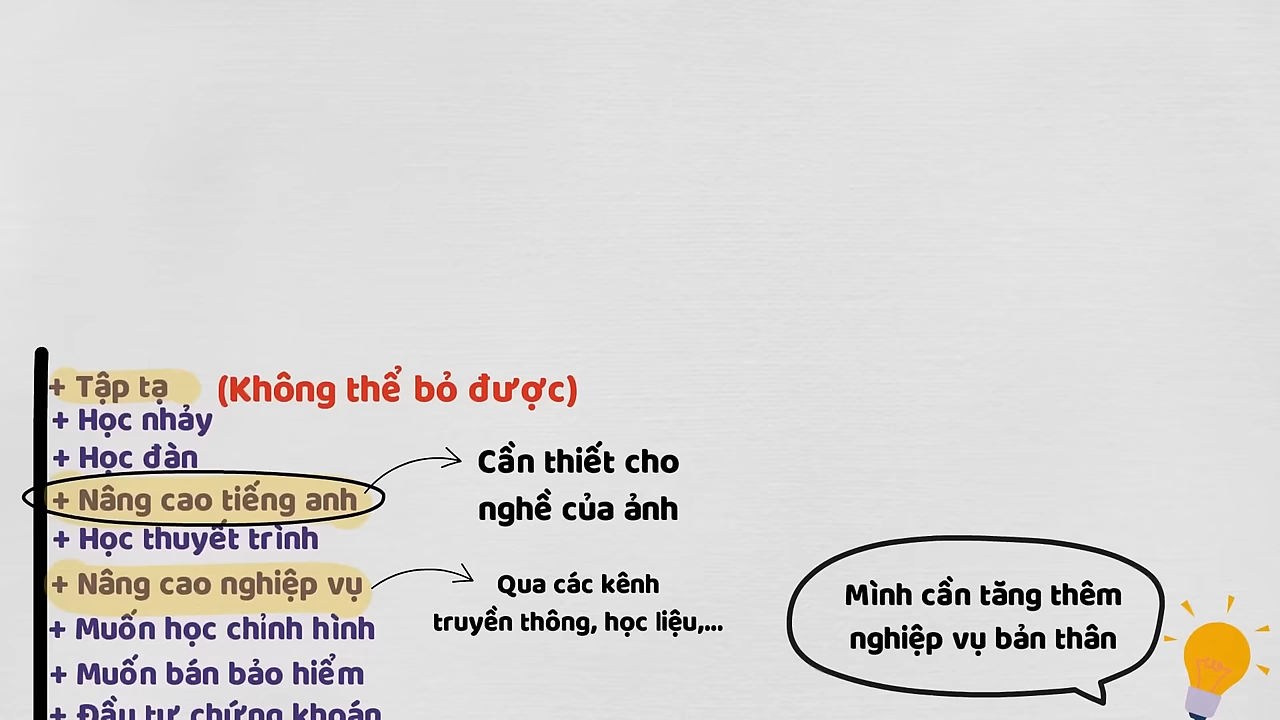 + Tập tạ (Không thể bỏ được)
+ Học nhảy
+ Học đàn
+ Nâng cao tiếng anh
Cần thiết cho
nghề của ảnh
+ Học thuyết trình
+ Nâng cao nghiệp vụ
Qua các kênh
truyền thông, học liệu,...
+ Muốn học chỉnh hình
+ Muốn bán bảo hiểm
+ Đầu tư chứng khoán
Mình cần tăng thêm
nghiệp vụ bản thân